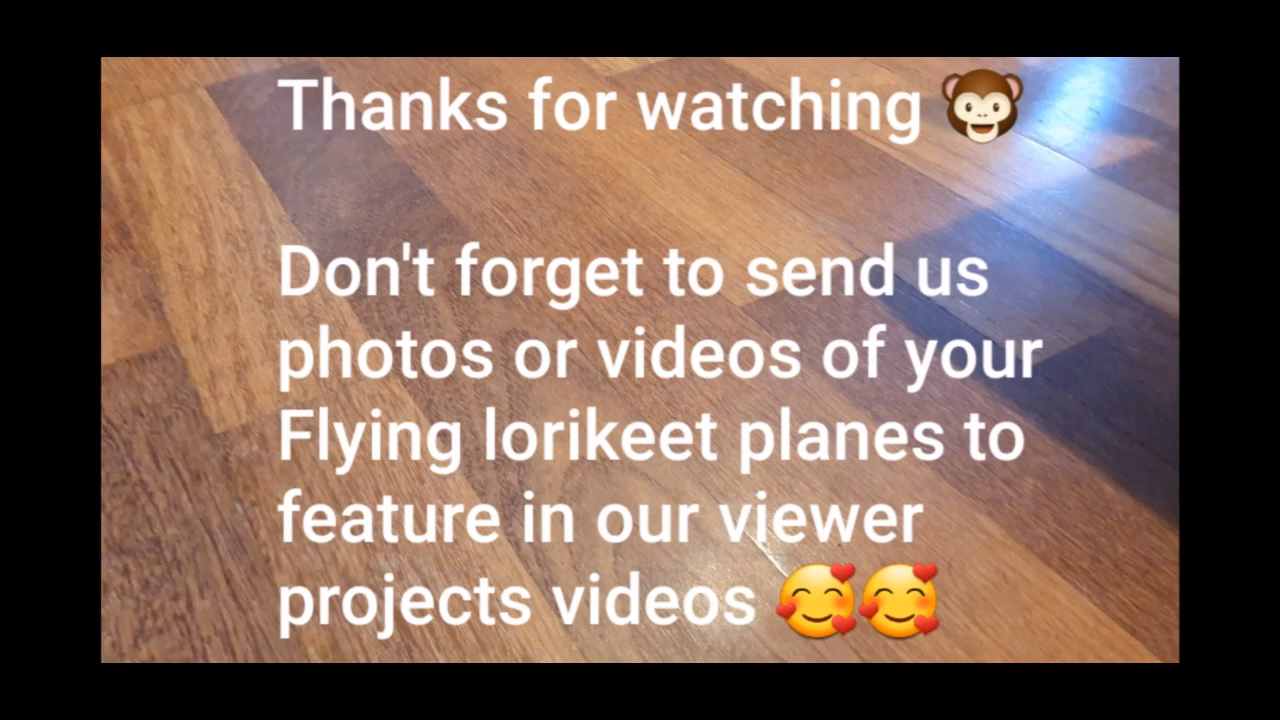 Thanks for watching 🐵
Don't forget to send us
photos or videos of your
Flying lorikeet planes to
feature in our viewer
projects videos 🥰🥰